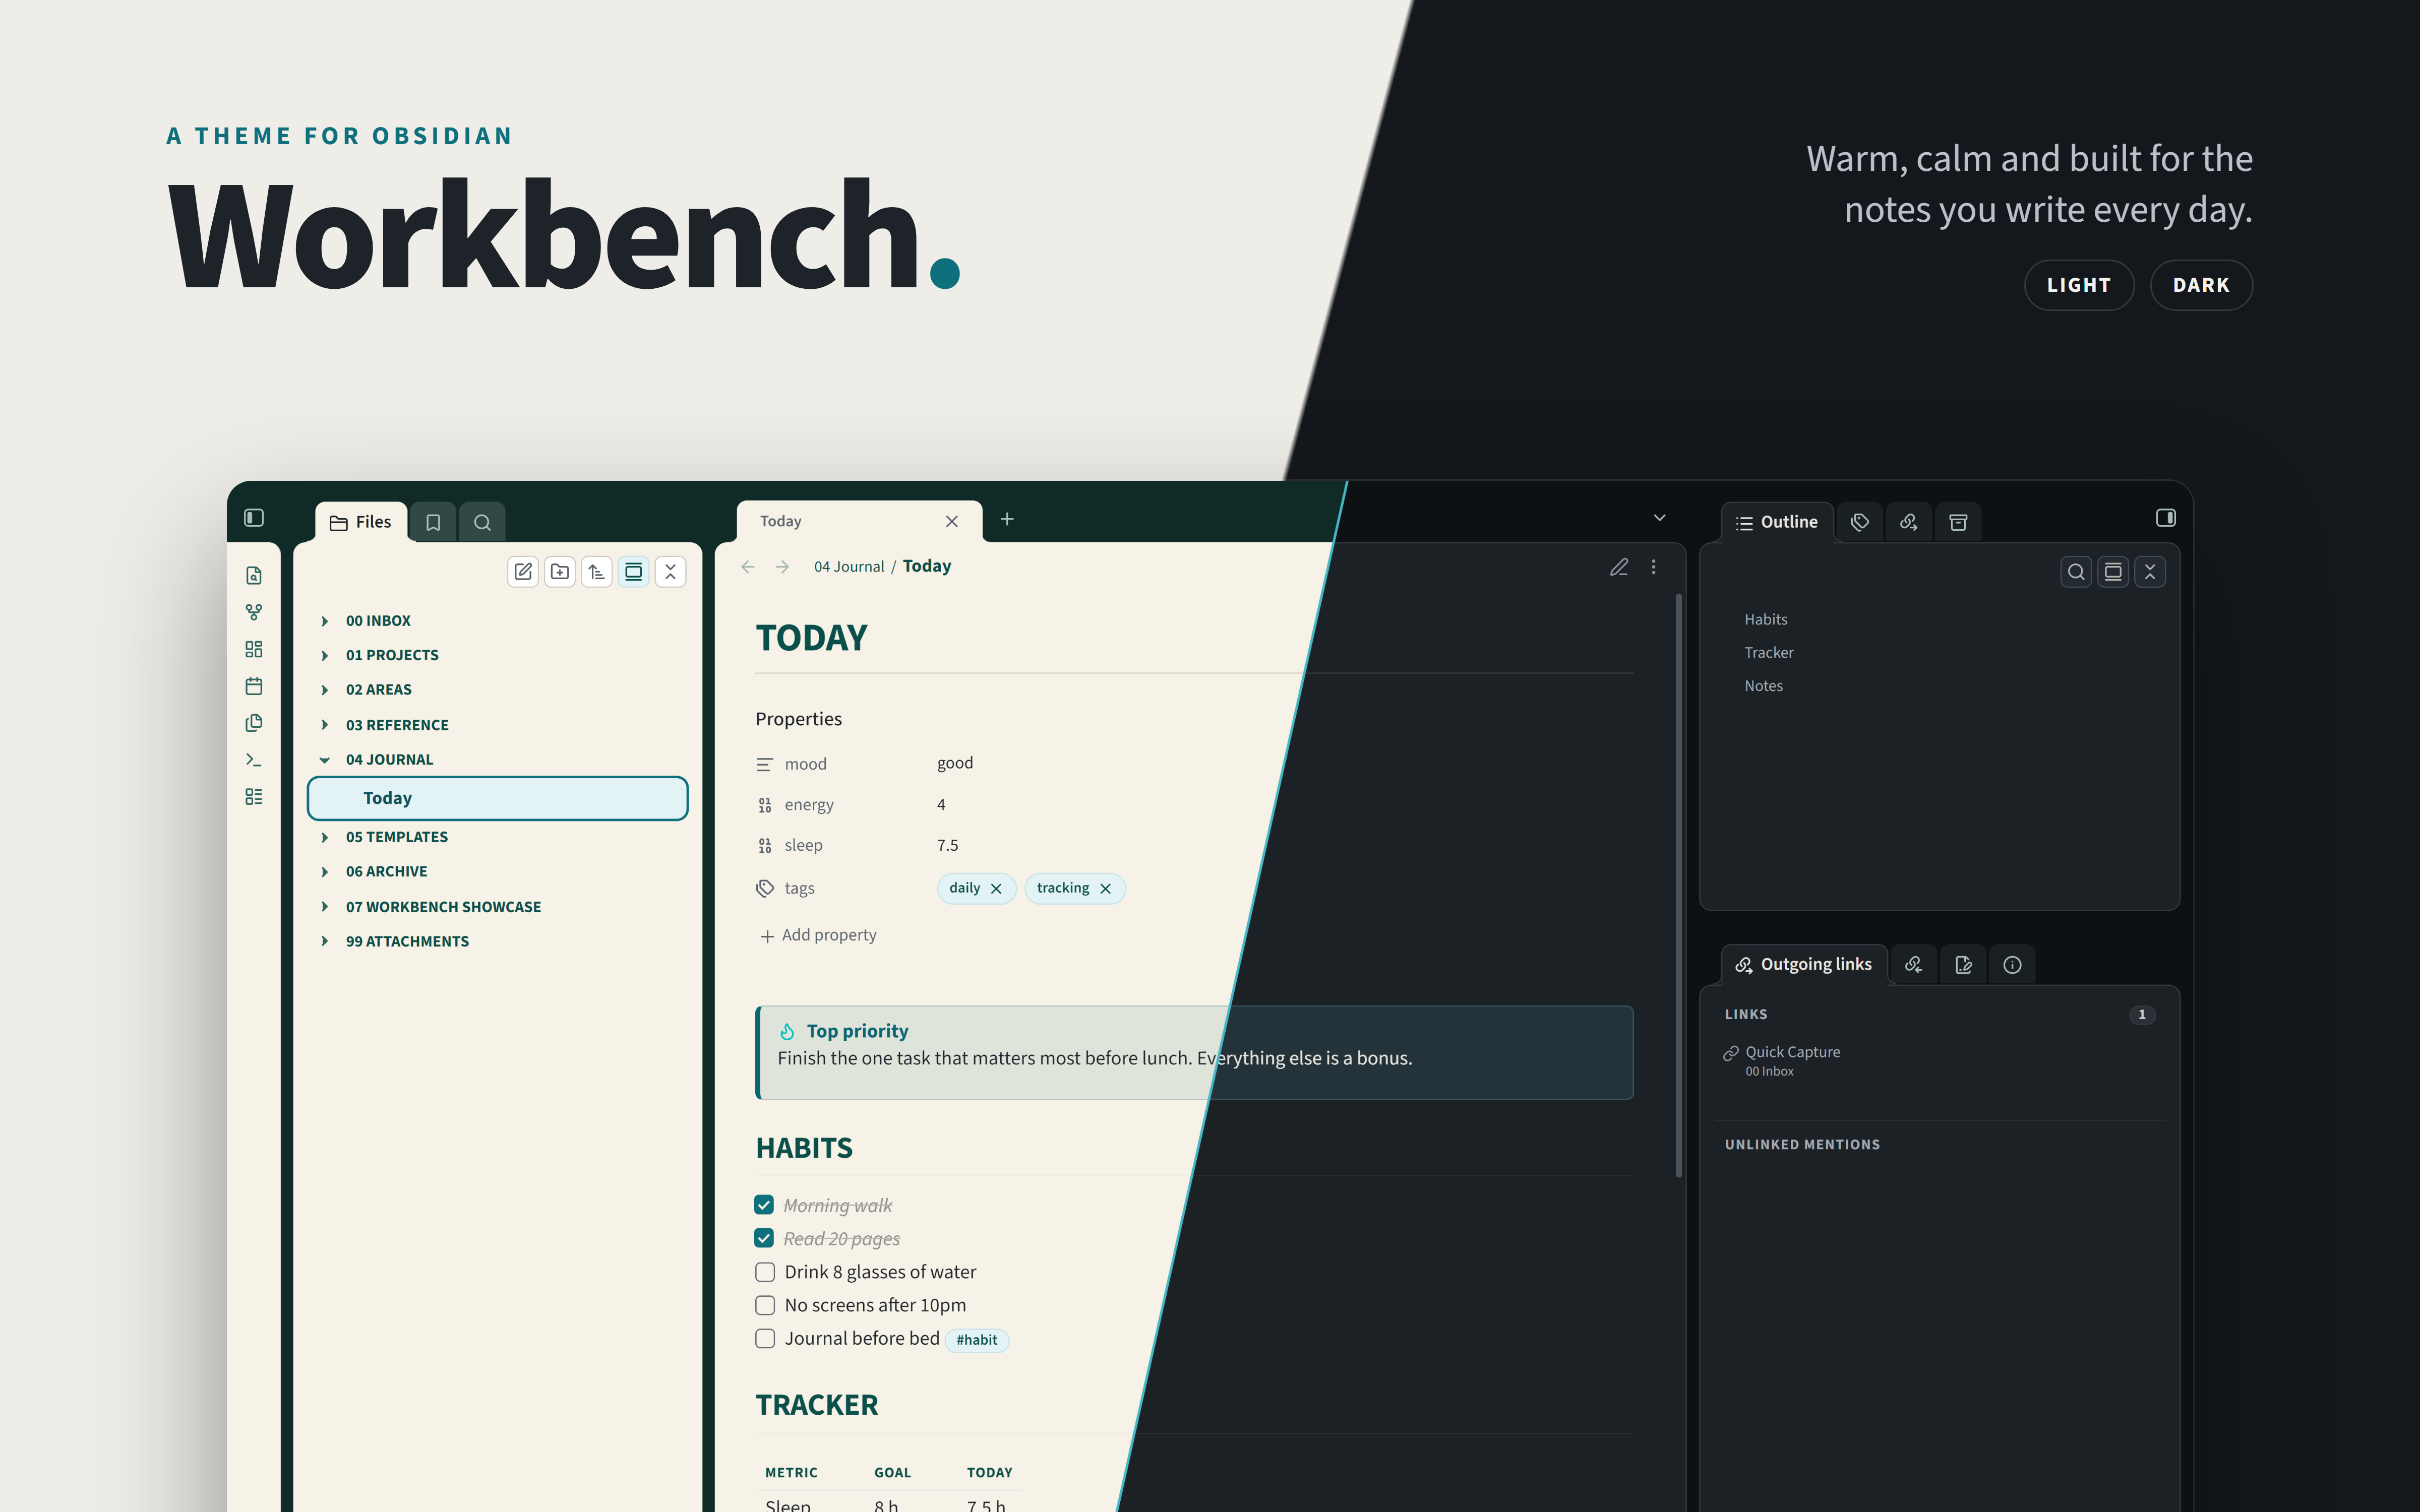 A THEME FOR OBSIDIAN
Workbench.
Warm, calm and built for the
notes you write every day.
LIGHT
DARK
Files
Today
Outline
04 Journal / Today
00 INBOX
01 PROJECTS
02 AREAS
03 REFERENCE
04 JOURNAL
Today
05 TEMPLATES
06 ARCHIVE
07 WORKBENCH SHOWCASE
99 ATTACHMENTS
TODAY
Properties
mood good
energy 4
sleep 7.5
tags daily tracking
Add property
Top priority
Finish the one task that matters most before lunch. Everything else is a bonus.
HABITS
Morning walk
Read 20 pages
Drink 8 glasses of water
No screens after 10pm
Journal before bed #habit
TRACKER
METRIC GOAL TODAY
Sleep 8 h 7.5 h
Habits
Tracker
Notes
Outgoing links
LINKS 1
Quick Capture
00 Inbox
UNLINKED MENTIONS